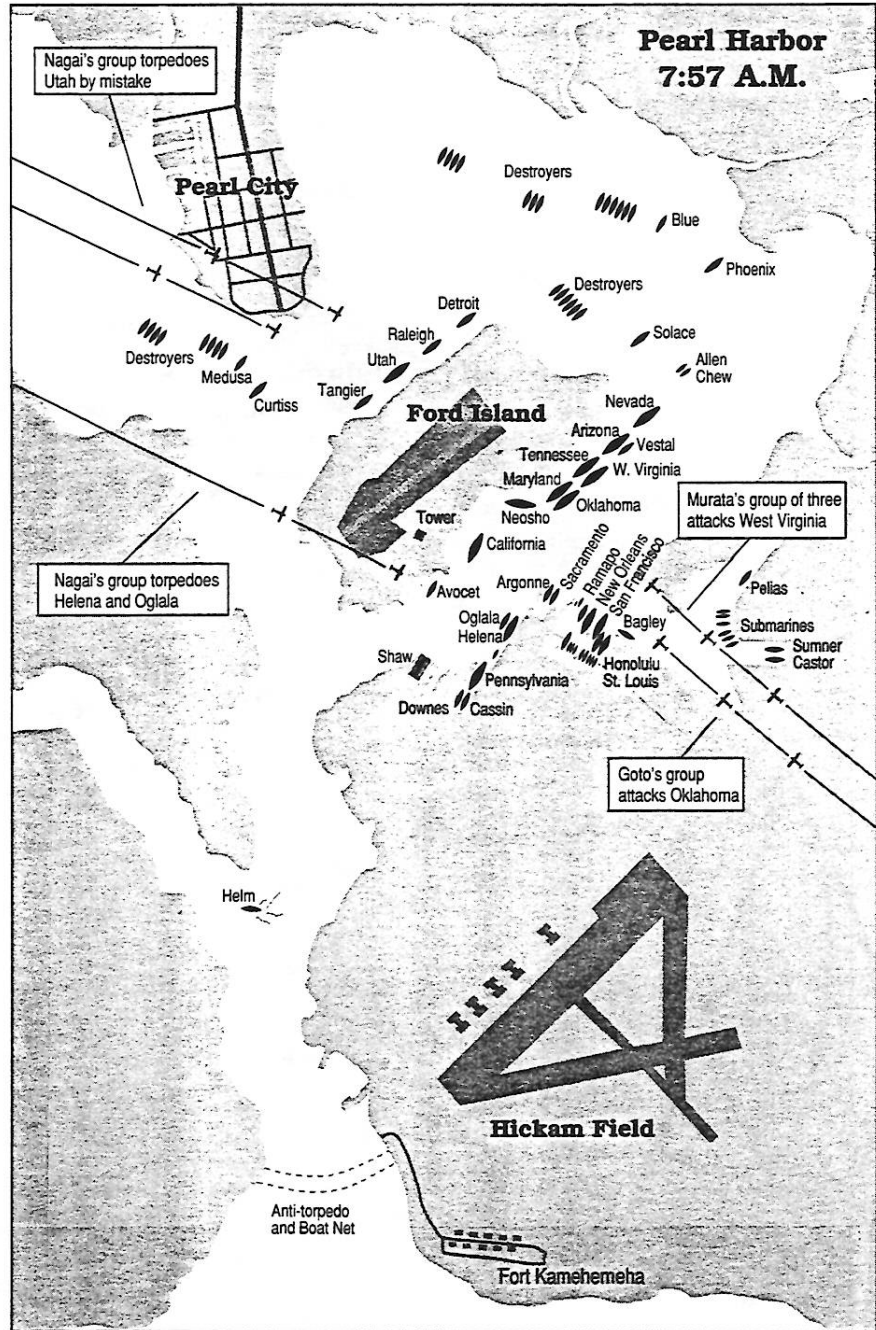 Pearl Harbor
7:57 A.M.
Nagai's group torpedoes
Utah by mistake
Pearl City
Destroyers
Blue
Phoenix
Destroyers
Detroit
Solace
Raleigh
Destroyers
Utah
Allen
Chew
Medusa
Tangier
Curtiss
Nevada
Ford Island
Arizona
Vestal
Tennessee
W. Virginia
Maryland
Oklahoma
Neosho
Murata's group of three
attacks West Virginia
Tower
California
Sacramento
Ramapo
New Orleans
San Francisco
Nagai's group torpedoes
Helena and Oglala
Avocet
Argonne
Pelias
Oglala
Helena
Bagley
Submarines
Sumner
Castor
Shaw
Honolulu
St. Louis
Pennsylvania
Downes
Cassin
Goto's group
attacks Oklahoma
Helm
Hickam Field
Anti-torpedo
and Boat Net
Fort Kamehemeha